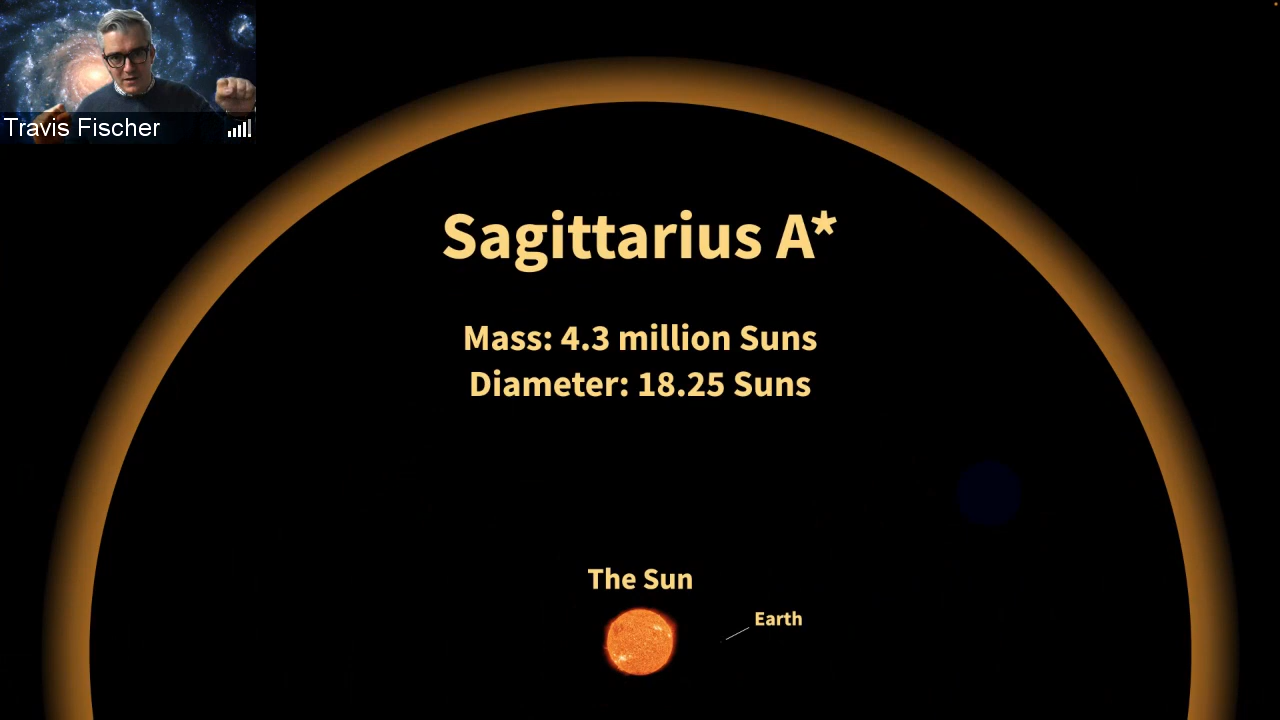 Travis Fischer
Sagittarius A*
Mass: 4.3 million Suns
Diameter: 18.25 Suns
The Sun
Earth